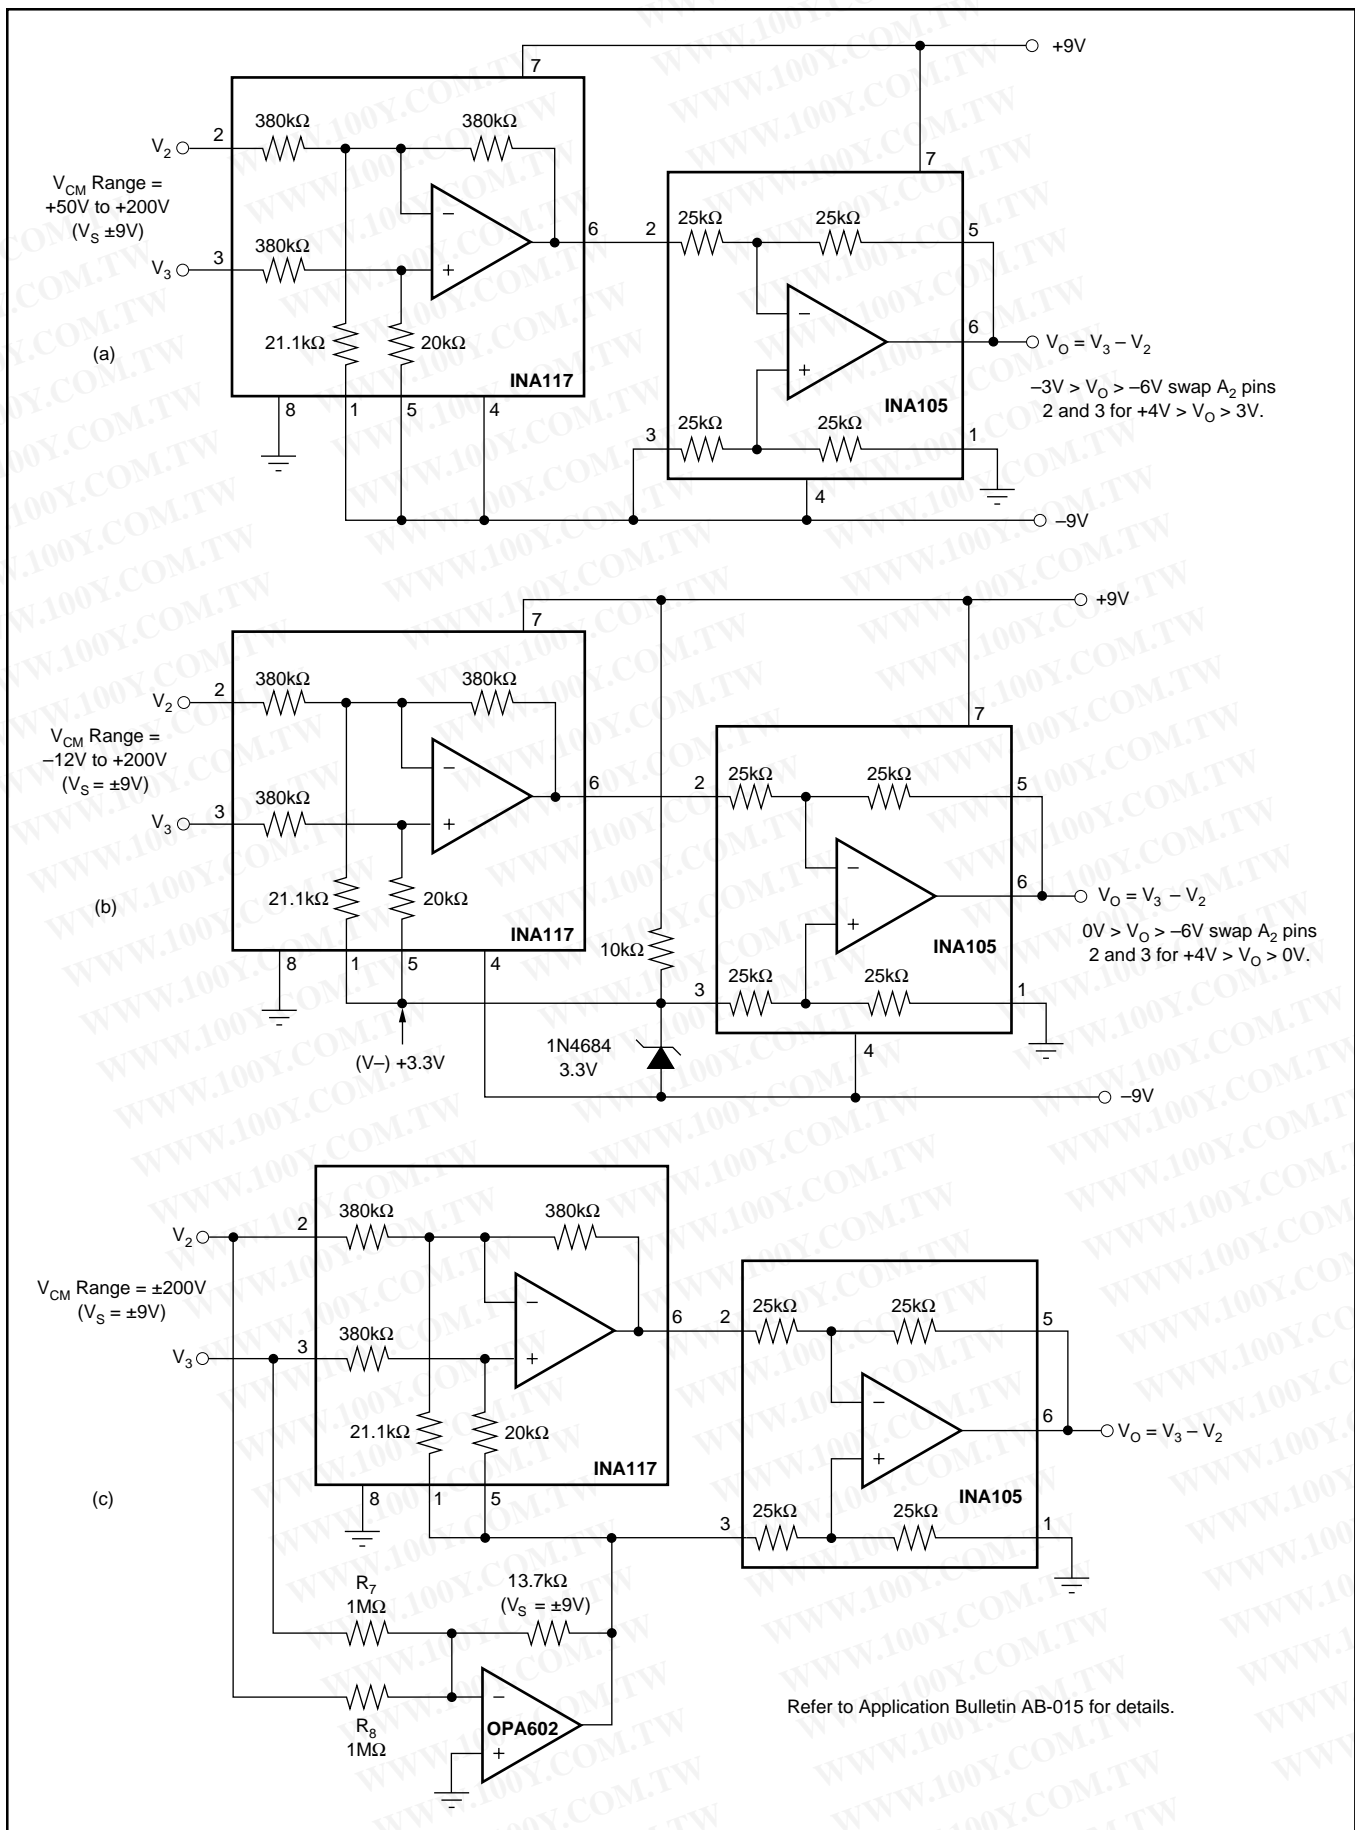 +9V
7
380kΩ
380kΩ
V2
2
VCM Range =
+50V to +200V
(VS ±9V)
−
6
380kΩ
V3
3
+
21.1kΩ
20kΩ
(a)
INA117
8
1
5
4
7
2
25kΩ
25kΩ
5
−
6
VO = V3 – V2
+
INA105
–3V > VO > –6V swap A2 pins
2 and 3 for +4V > VO > 3V.
3
25kΩ
25kΩ
1
4
–9V
+9V
7
380kΩ
380kΩ
V2
2
VCM Range =
–12V to +200V
(VS = ±9V)
−
6
380kΩ
V3
3
+
21.1kΩ
20kΩ
(b)
INA117
8
1
5
4
10kΩ
7
2
25kΩ
25kΩ
5
−
6
VO = V3 – V2
+
INA105
0V > VO > –6V swap A2 pins
2 and 3 for +4V > VO > 0V.
3
25kΩ
25kΩ
1
4
(V–) +3.3V
1N4684
3.3V
–9V
380kΩ
380kΩ
V2
2
VCM Range = ±200V
(VS = ±9V)
−
6
380kΩ
V3
3
+
21.1kΩ
20kΩ
INA117
(c)
8
1
5
2
25kΩ
25kΩ
5
−
6
VO = V3 – V2
+
INA105
3
25kΩ
25kΩ
1
R7
1MΩ
13.7kΩ
(VS = ±9V)
R8
1MΩ
−
OPA602
+
Refer to Application Bulletin AB-015 for details.
WWW.100Y.COM.TW